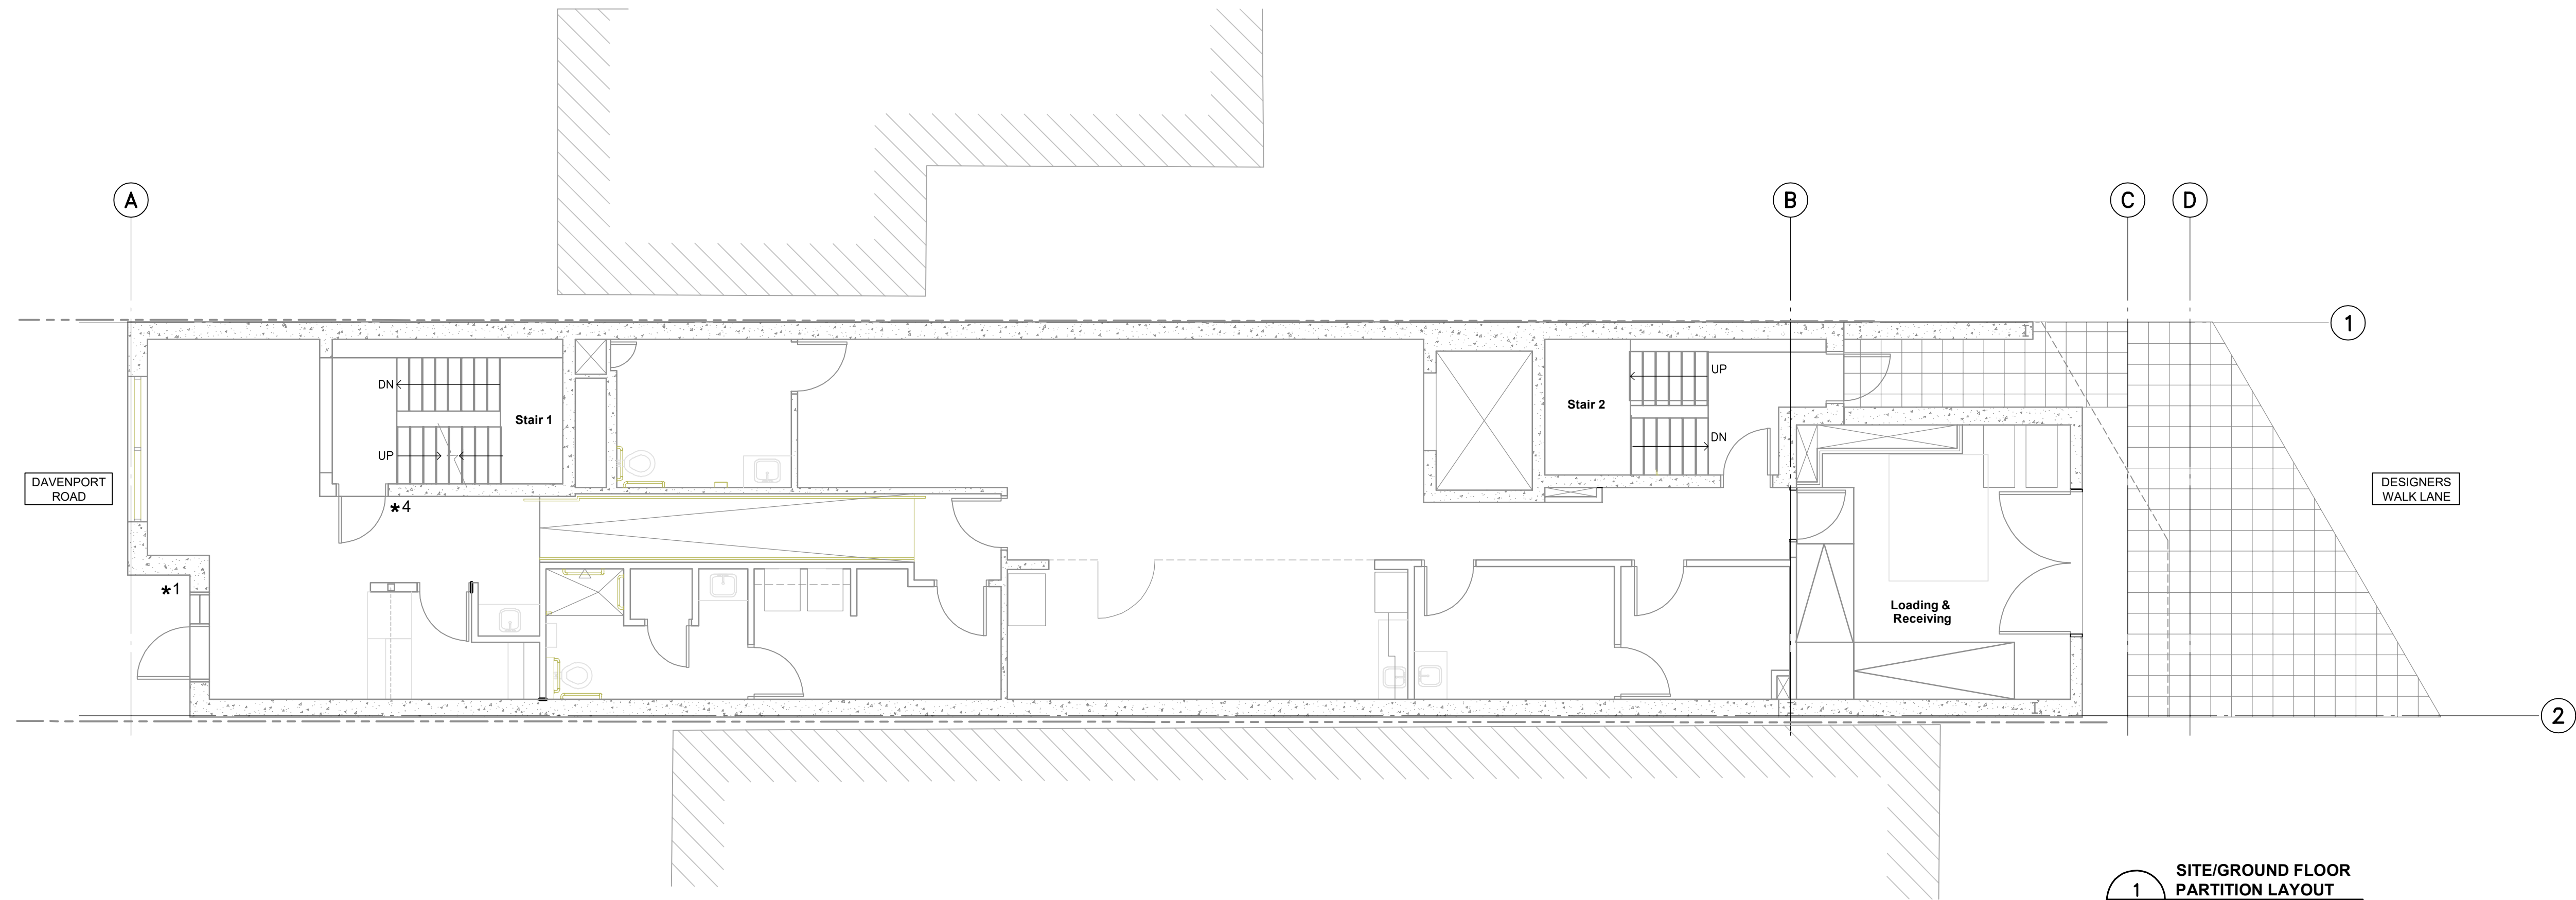 A
B
C
D
1
DN
UP
Stair 1
UP
Stair 2
DN
DAVENPORT
ROAD
DESIGNERS
WALK LANE
*4
*1
Loading &
Receiving
2
1
SITE/GROUND FLOOR
PARTITION LAYOUT